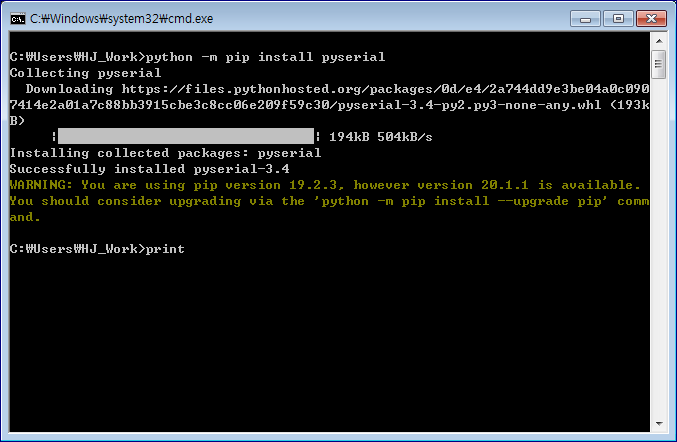 C:₩Windows₩system32₩cmd.exe
C:₩Users₩HJ_Work>python -m pip install pyserial
Collecting pyserial
Downloading https://files.pythonhosted.org/packages/0d/e4/2a744dd9e3be04a0c090
7414e2a01a7c88bb3915cbe3c8cc06e209f59c30/pyserial-3.4-py2.py3-none-any.whl (193k
B)
|████████████████████████████████| 194kB 504kB/s
Installing collected packages: pyserial
Successfully installed pyserial-3.4
WARNING: You are using pip version 19.2.3, however version 20.1.1 is available.
You should consider upgrading via the 'python -m pip install --upgrade pip' comm
and.
C:₩Users₩HJ_Work>print